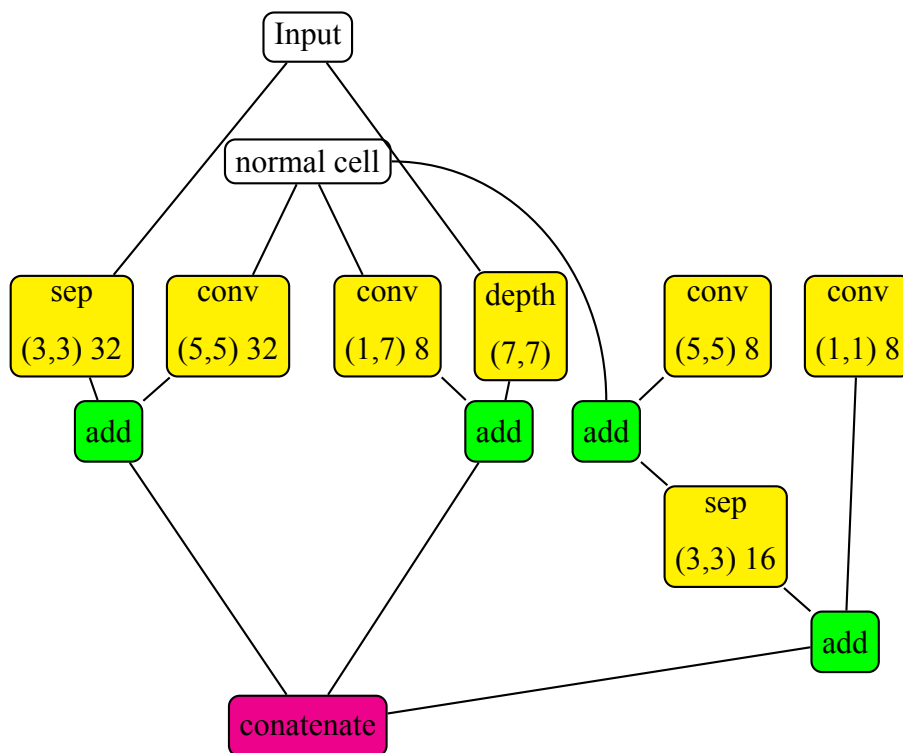 Input
normal cell
sep
(3,3) 32
conv
(5,5) 32
conv
(1,7) 8
depth
(7,7)
conv
(5,5) 8
conv
(1,1) 8
add
add
add
sep
(3,3) 16
add
conatenate